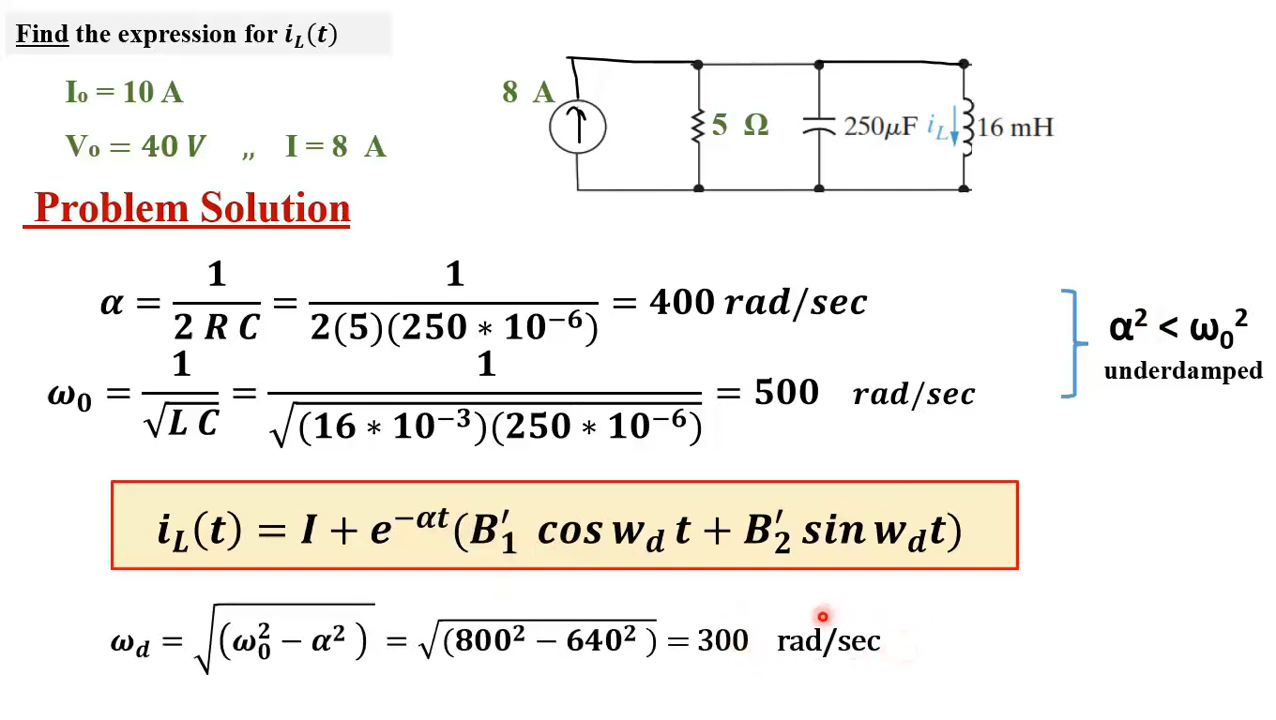 Find the expression for i_L(t)
I₀ = 10 A
V₀ = 40 V ,, I = 8 A
8 A
5 Ω
250μF
i_L
16 mH
Problem Solution
α = 1 / (2 R C) = 1 / (2(5)(250 * 10⁻⁶)) = 400 rad/sec
ω₀ = 1 / √(L C) = 1 / √((16 * 10⁻³)(250 * 10⁻⁶)) = 500 rad/sec
α² < ω₀²
underdamped
i_L(t) = I + e^{-αt}(B′₁ cos w_d t + B′₂ sin w_d t)
ω_d = √(ω₀² − α²) = √(800² − 640²) = 300 rad/sec